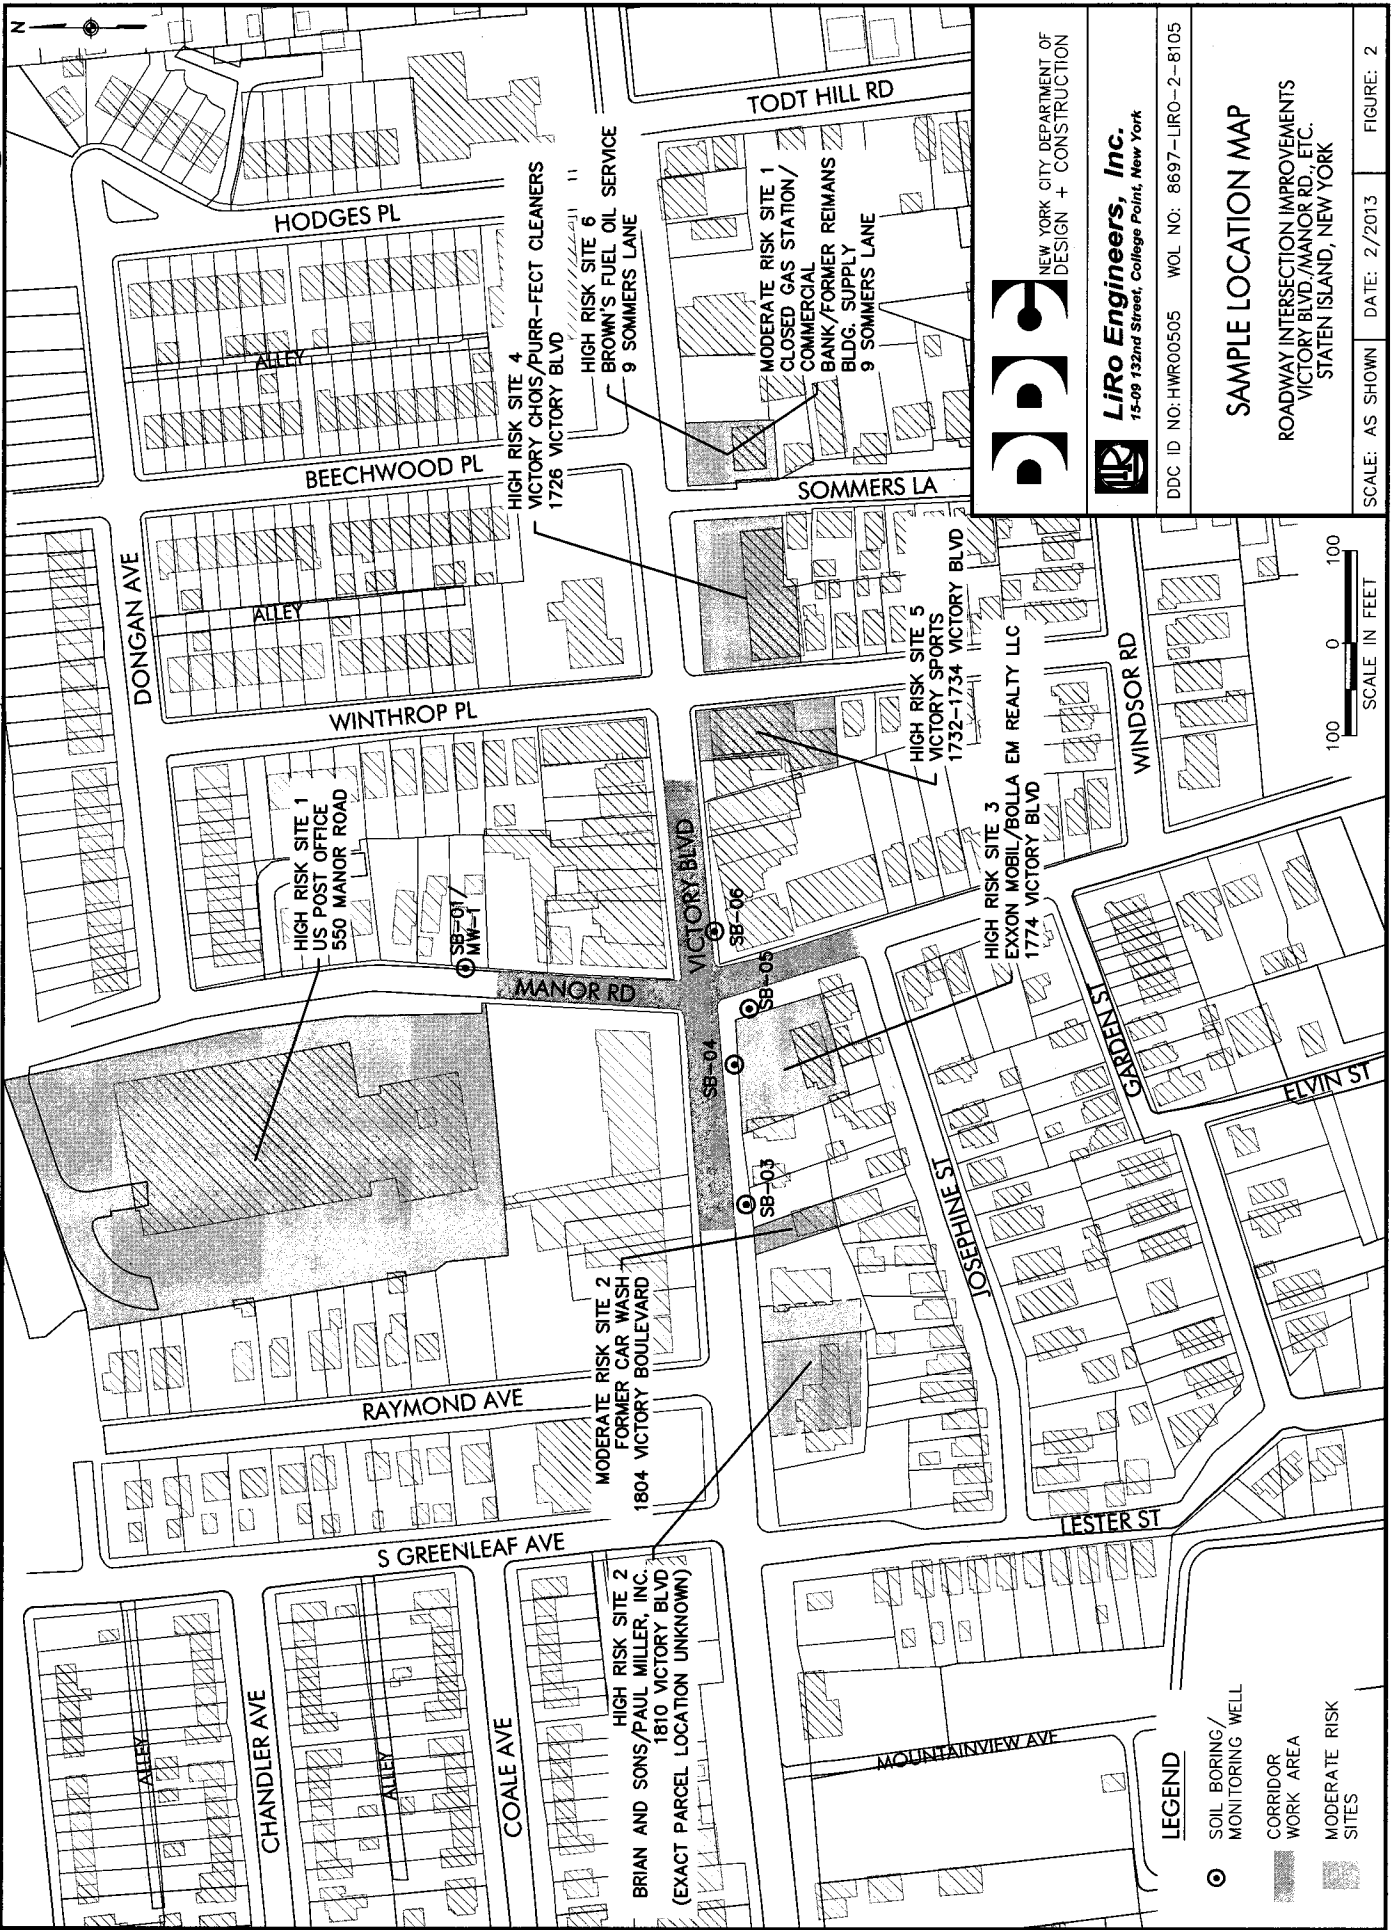 N
TODT HILL RD
HODGES PL
ALLEY
BEECHWOOD PL
DONGAN AVE
ALLEY
WINTHROP PL
SOMMERS LA
WINDSOR RD
VICTORY BLVD
MANOR RD
GARDEN ST
ELVIN ST
JOSEPHINE ST
RAYMOND AVE
S GREENLEAF AVE
LESTER ST
CHANDLER AVE
COALE AVE
ALLEY
ALLEY
MOUNTAINVIEW AVE
HIGH RISK SITE 4
VICTORY CHOIS/PURR-FECT CLEANERS
1726 VICTORY BLVD
HIGH RISK SITE 6
BROWN'S FUEL OIL SERVICE
9 SOMMERS LANE
MODERATE RISK SITE 1
CLOSED GAS STATION/
COMMERCIAL
BANK/FORMER REIMANS
BLDG. SUPPLY
9 SOMMERS LANE
HIGH RISK SITE 1
US POST OFFICE
550 MANOR ROAD
HIGH RISK SITE 5
VICTORY SPORTS
1732-1734 VICTORY BLVD
HIGH RISK SITE 3
EXXON MOBIL/BOLLA EM REALTY LLC
1774 VICTORY BLVD
MODERATE RISK SITE 2
FORMER CAR WASH
1804 VICTORY BOULEVARD
HIGH RISK SITE 2
BRIAN AND SONS/PAUL MILLER, INC.
1810 VICTORY BLVD
(EXACT PARCEL LOCATION UNKNOWN)
SB-01/
MW-1
SB-06
SB-05
SB-04
SB-03
LEGEND
SOIL BORING/
MONITORING WELL
CORRIDOR
WORK AREA
MODERATE RISK
SITES
100 0 100
SCALE IN FEET
DDC
NEW YORK CITY DEPARTMENT OF
DESIGN + CONSTRUCTION
LiRo Engineers, Inc.
15-09 132nd Street, College Point, New York
DDC ID NO: HWR00505 WOL NO: 8697-LIRO-2-8105
SAMPLE LOCATION MAP
ROADWAY INTERSECTION IMPROVEMENTS
VICTORY BLVD./MANOR RD., ETC.
STATEN ISLAND, NEW YORK
SCALE: AS SHOWN DATE: 2/2013 FIGURE: 2